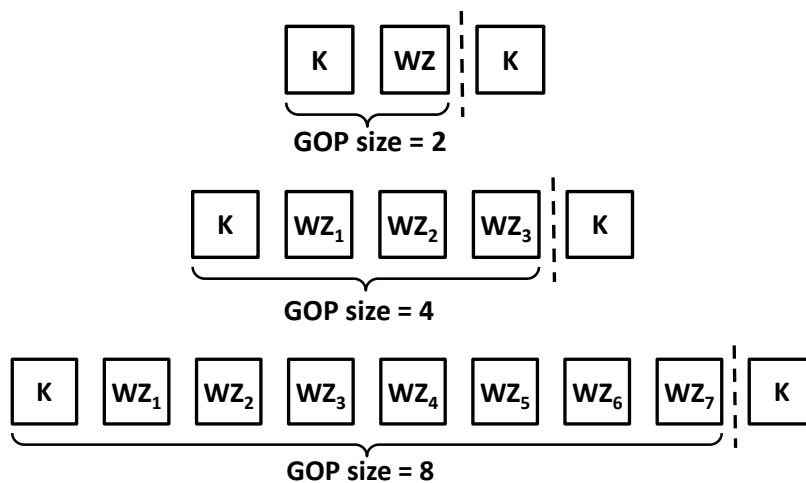 K WZ K
GOP size = 2
K WZ₁ WZ₂ WZ₃ K
GOP size = 4
K WZ₁ WZ₂ WZ₃ WZ₄ WZ₅ WZ₆ WZ₇ K
GOP size = 8